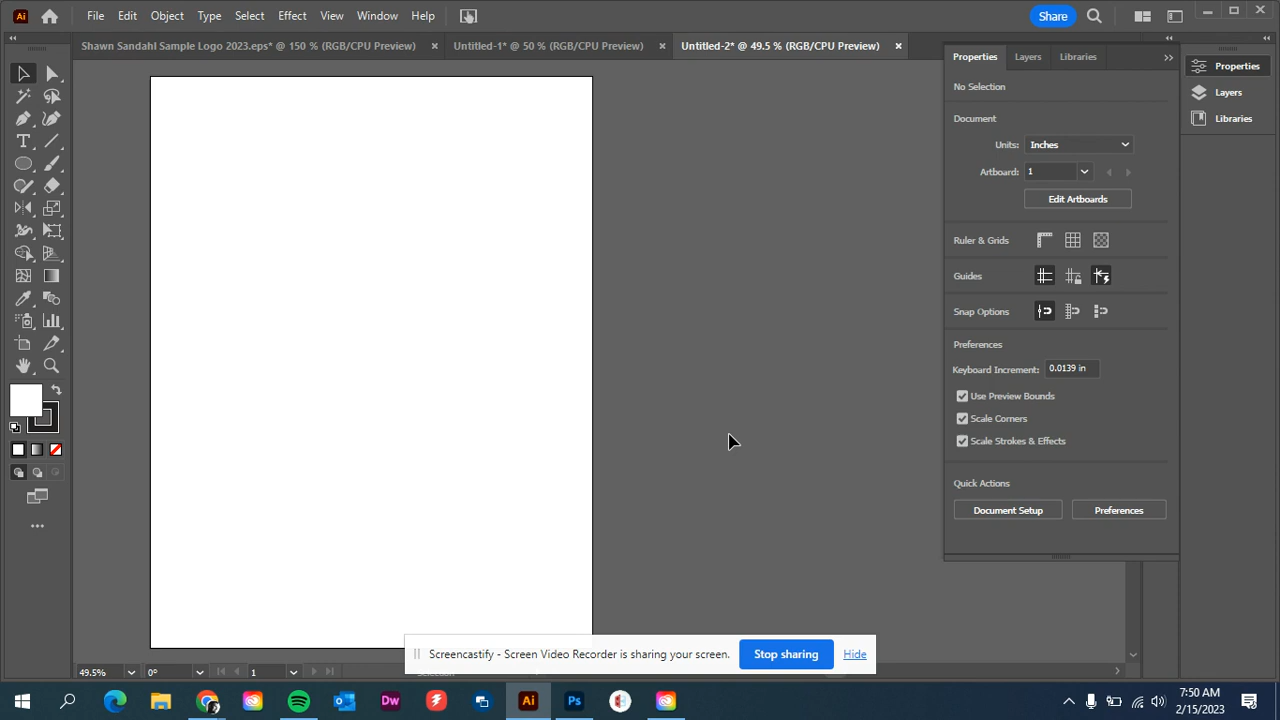 Ai File Edit Object Type Select Effect View Window Help Share
Shawn Sandahl Sample Logo 2023.eps* @ 150 % (RGB/CPU Preview) × Untitled-1* @ 50 % (RGB/CPU Preview) × Untitled-2* @ 49.5 % (RGB/CPU Preview) ×
Properties Layers Libraries
Properties
No Selection
Layers
Document
Libraries
Units: Inches
Artboard: 1
Edit Artboards
Ruler & Grids
Guides
Snap Options
Preferences
Keyboard Increment: 0.0139 in
Use Preview Bounds
Scale Corners
Scale Strokes & Effects
Quick Actions
Document Setup Preferences
Screencastify - Screen Video Recorder is sharing your screen. Stop sharing Hide
49.5% 0° 1
Dw Ai Ps
7:50 AM
2/15/2023